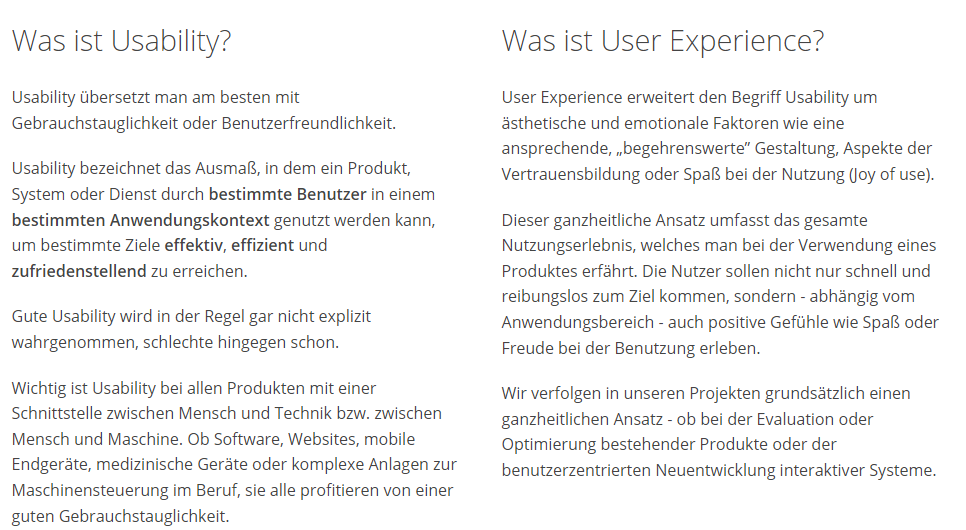 Was ist Usability?
Usability übersetzt man am besten mit
Gebrauchstauglichkeit oder Benutzerfreundlichkeit.
Usability bezeichnet das Ausmaß, in dem ein Produkt,
System oder Dienst durch bestimmte Benutzer in einem
bestimmten Anwendungskontext genutzt werden kann,
um bestimmte Ziele effektiv, effizient und
zufriedenstellend zu erreichen.
Gute Usability wird in der Regel gar nicht explizit
wahrgenommen, schlechte hingegen schon.
Wichtig ist Usability bei allen Produkten mit einer
Schnittstelle zwischen Mensch und Technik bzw. zwischen
Mensch und Maschine. Ob Software, Websites, mobile
Endgeräte, medizinische Geräte oder komplexe Anlagen zur
Maschinensteuerung im Beruf, sie alle profitieren von einer
guten Gebrauchstauglichkeit.
Was ist User Experience?
User Experience erweitert den Begriff Usability um
ästhetische und emotionale Faktoren wie eine
ansprechende, „begehrenswerte” Gestaltung, Aspekte der
Vertrauensbildung oder Spaß bei der Nutzung (Joy of use).
Dieser ganzheitliche Ansatz umfasst das gesamte
Nutzungserlebnis, welches man bei der Verwendung eines
Produktes erfährt. Die Nutzer sollen nicht nur schnell und
reibungslos zum Ziel kommen, sondern - abhängig vom
Anwendungsbereich - auch positive Gefühle wie Spaß oder
Freude bei der Benutzung erleben.
Wir verfolgen in unseren Projekten grundsätzlich einen
ganzheitlichen Ansatz - ob bei der Evaluation oder
Optimierung bestehender Produkte oder der
benutzerzentrierten Neuentwicklung interaktiver Systeme.